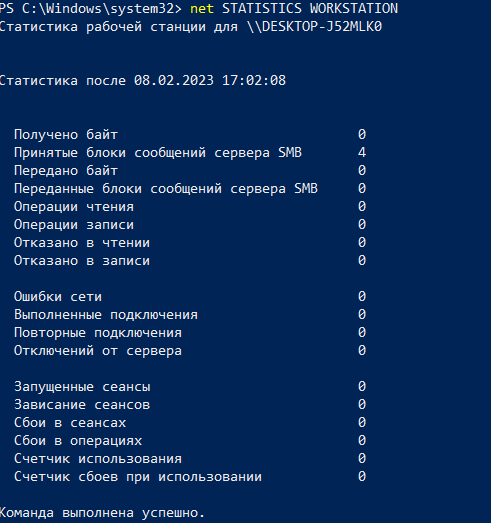 PS C:\Windows\system32> net STATISTICS WORKSTATION
Статистика рабочей станции для \\DESKTOP-J52MLK0
Статистика после 08.02.2023 17:02:08
Получено байт 0
Принятые блоки сообщений сервера SMB 4
Передано байт 0
Переданные блоки сообщений сервера SMB 0
Операции чтения 0
Операции записи 0
Отказано в чтении 0
Отказано в записи 0
Ошибки сети 0
Выполненные подключения 0
Повторные подключения 0
Отключений от сервера 0
Запущенные сеансы 0
Зависание сеансов 0
Сбои в сеансах 0
Сбои в операциях 0
Счетчик использования 0
Счетчик сбоев при использовании 0
Команда выполнена успешно.